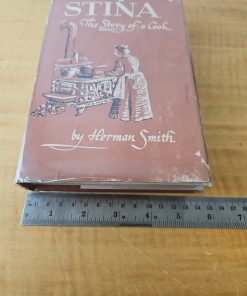 STINA
The Story of a Cook
by Herman Smith
1 2 3 4 5 6 7